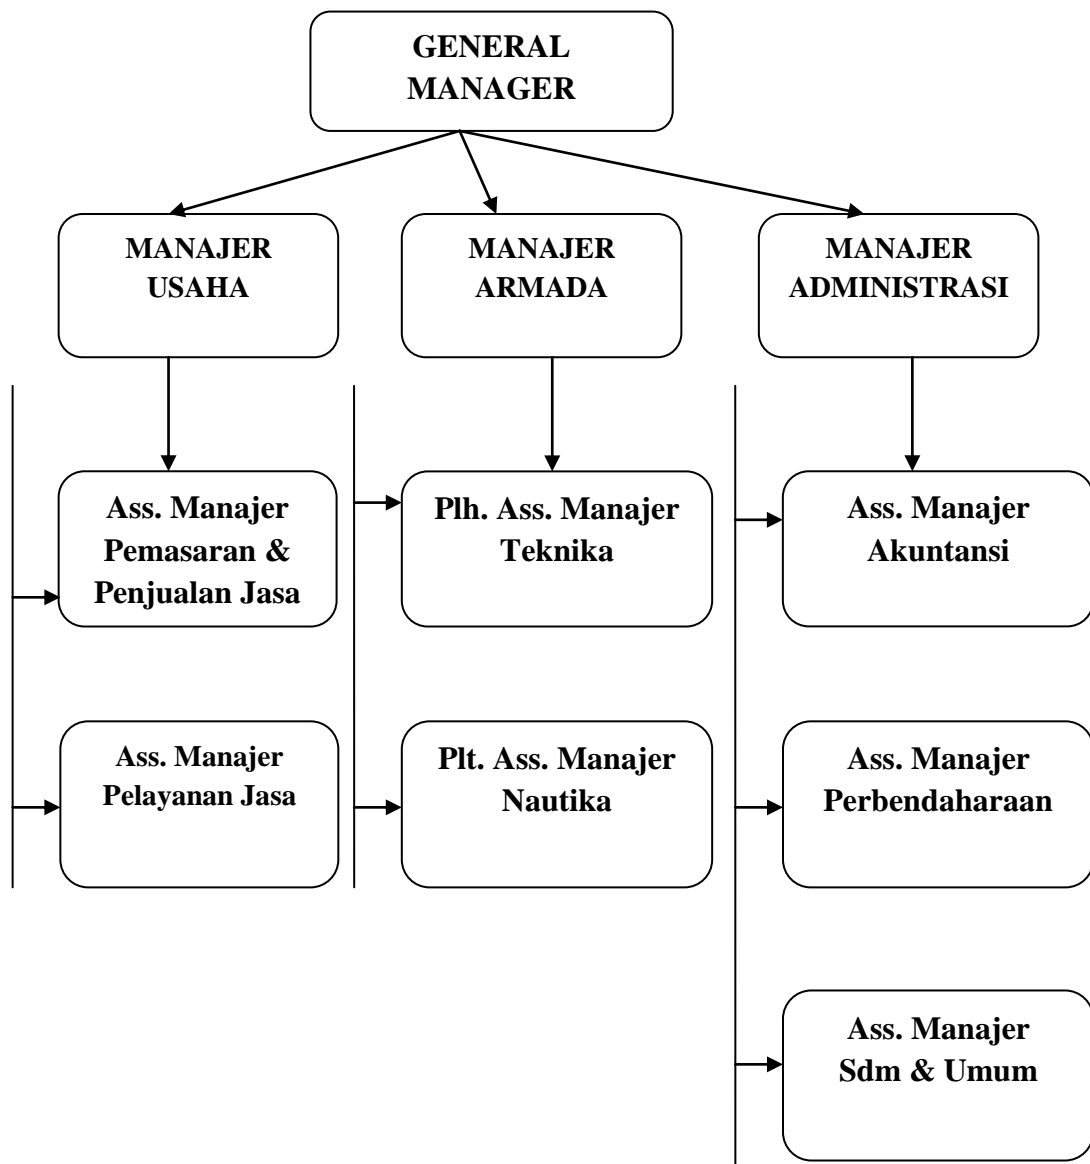 GENERAL
MANAGER
MANAJER
USAHA
MANAJER
ARMADA
MANAJER
ADMINISTRASI
Ass. Manajer
Pemasaran &
Penjualan Jasa
Plh. Ass. Manajer
Teknika
Ass. Manajer
Akuntansi
Ass. Manajer
Pelayanan Jasa
Plt. Ass. Manajer
Nautika
Ass. Manajer
Perbendaharaan
Ass. Manajer
Sdm & Umum